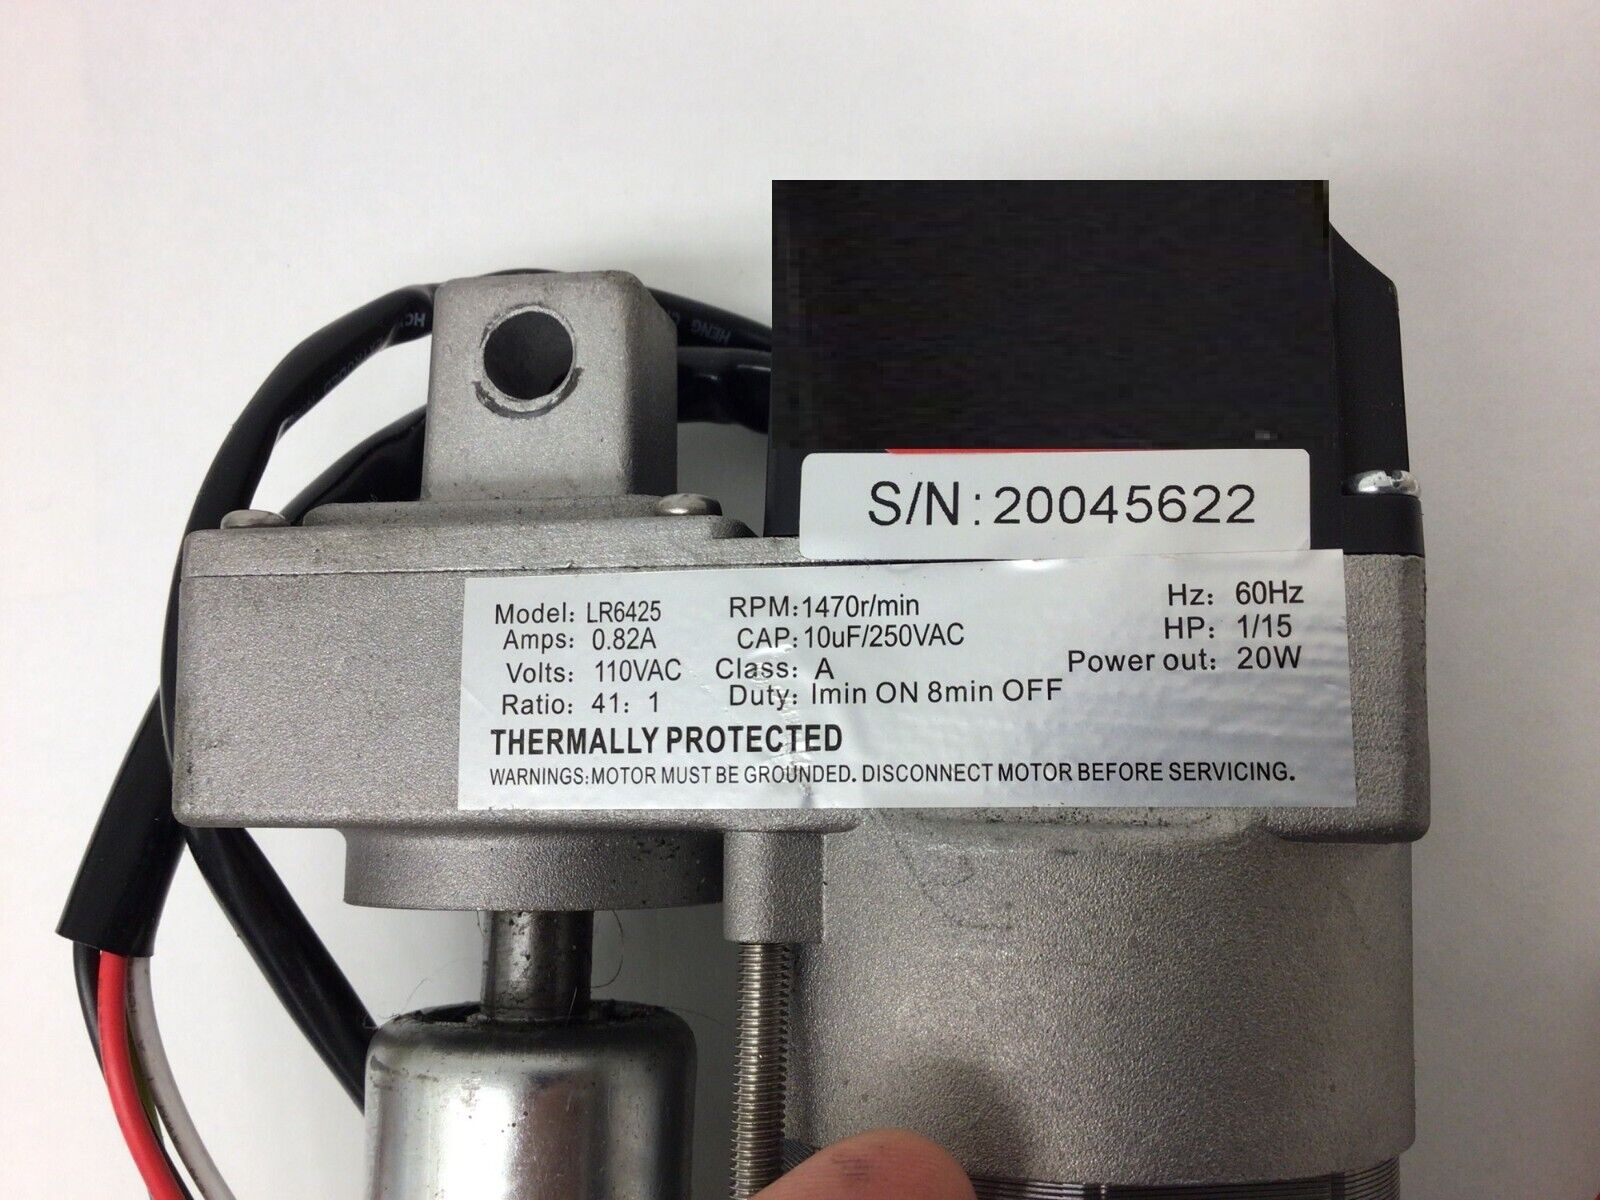 HENG
S/N: 20045622
Model: LR6425 RPM: 1470r/min Hz: 60Hz
Amps: 0.82A CAP: 10uF/250VAC HP: 1/15
Volts: 110VAC Class: A Power out: 20W
Ratio: 41: 1 Duty: Imin ON 8min OFF
THERMALLY PROTECTED
WARNINGS:MOTOR MUST BE GROUNDED. DISCONNECT MOTOR BEFORE SERVICING.